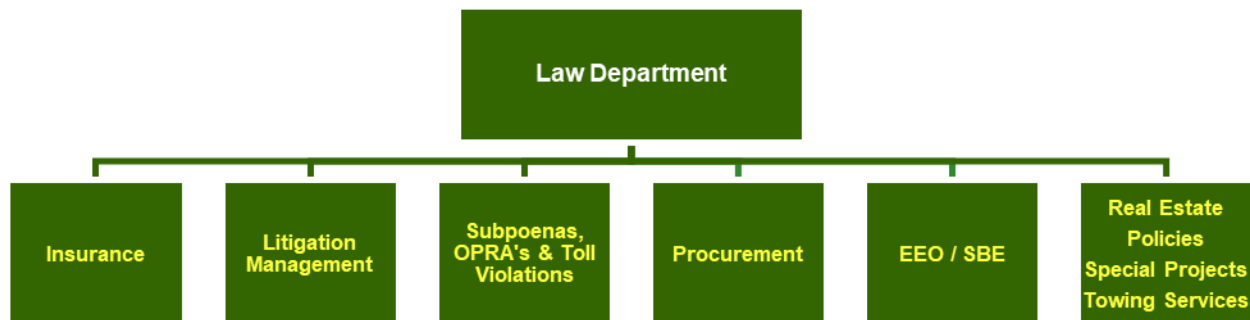 Law Department
Insurance
Litigation
Management
Subpoenas,
OPRA's & Toll
Violations
Procurement
EEO / SBE
Real Estate
Policies
Special Projects
Towing Services